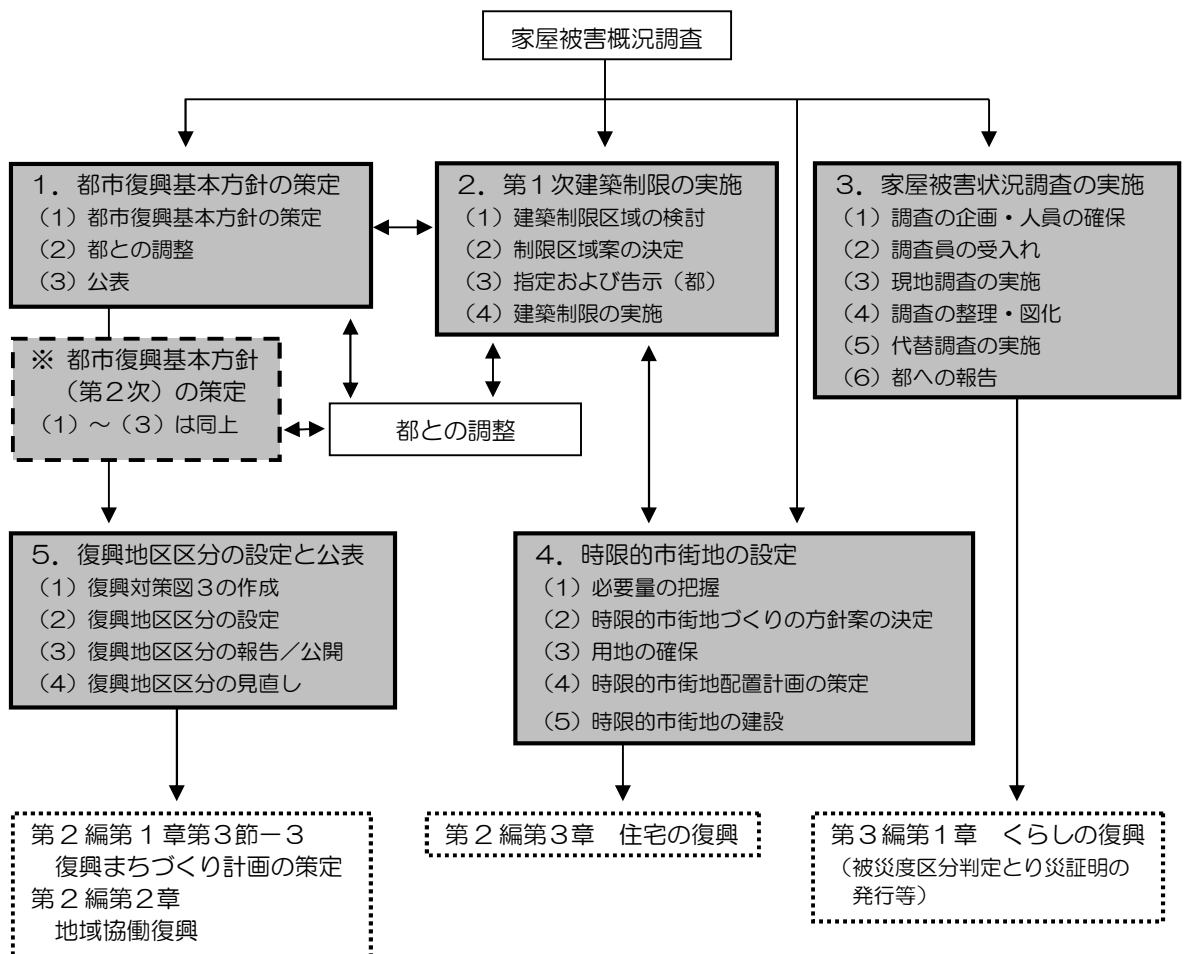 家屋被害概況調査
１．都市復興基本方針の策定
（１）都市復興基本方針の策定
（２）都との調整
（３）公表
２．第１次建築制限の実施
（１）建築制限区域の検討
（２）制限区域案の決定
（３）指定および告示（都）
（４）建築制限の実施
３．家屋被害状況調査の実施
（１）調査の企画・人員の確保
（２）調査員の受入れ
（３）現地調査の実施
（４）調査の整理・図化
（５）代替調査の実施
（６）都への報告
※ 都市復興基本方針
（第２次）の策定
（１）～（３）は同上
都との調整
５．復興地区区分の設定と公表
（１）復興対策図３の作成
（２）復興地区区分の設定
（３）復興地区区分の報告／公開
（４）復興地区区分の見直し
４．時限的市街地の設定
（１）必要量の把握
（２）時限的市街地づくりの方針案の決定
（３）用地の確保
（４）時限的市街地配置計画の策定
（５）時限的市街地の建設
第２編第１章第３節－３
復興まちづくり計画の策定
第２編第２章
地域協働復興
第２編第３章　住宅の復興
第３編第１章　くらしの復興
（被災度区分判定とり災証明の
発行等）